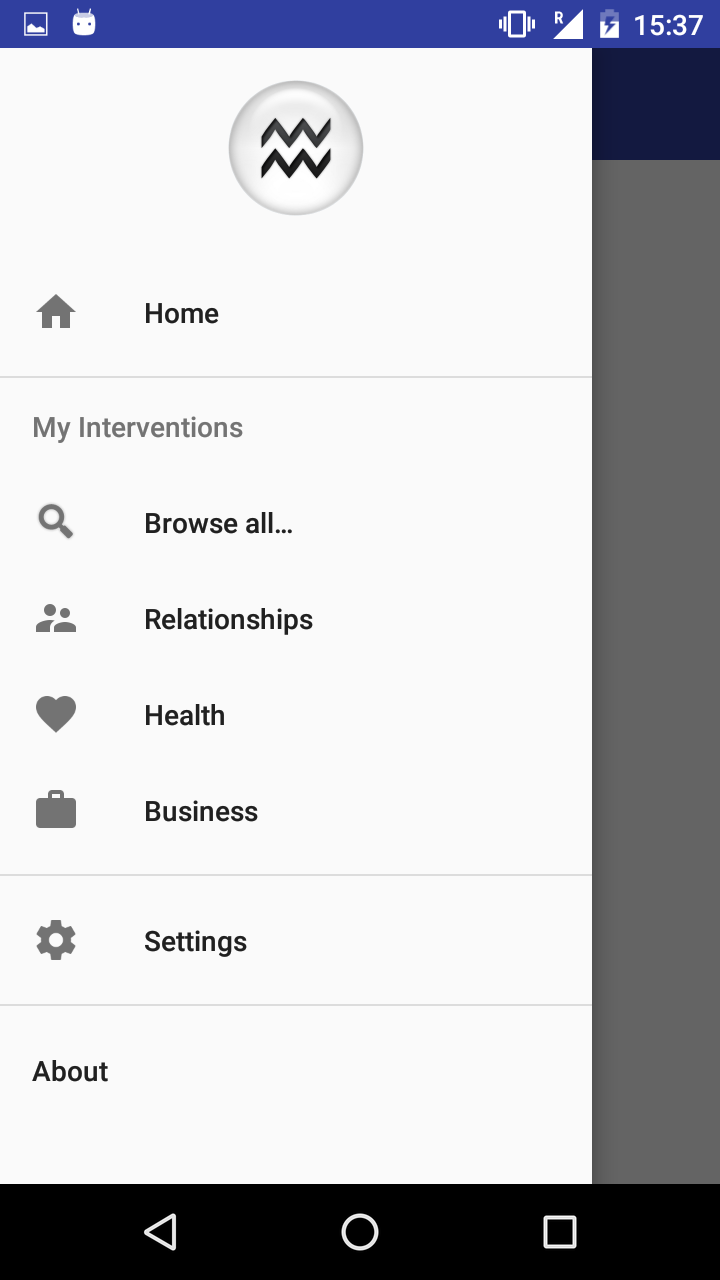 R 15:37
Home
My Interventions
Browse all...
Relationships
Health
Business
Settings
About